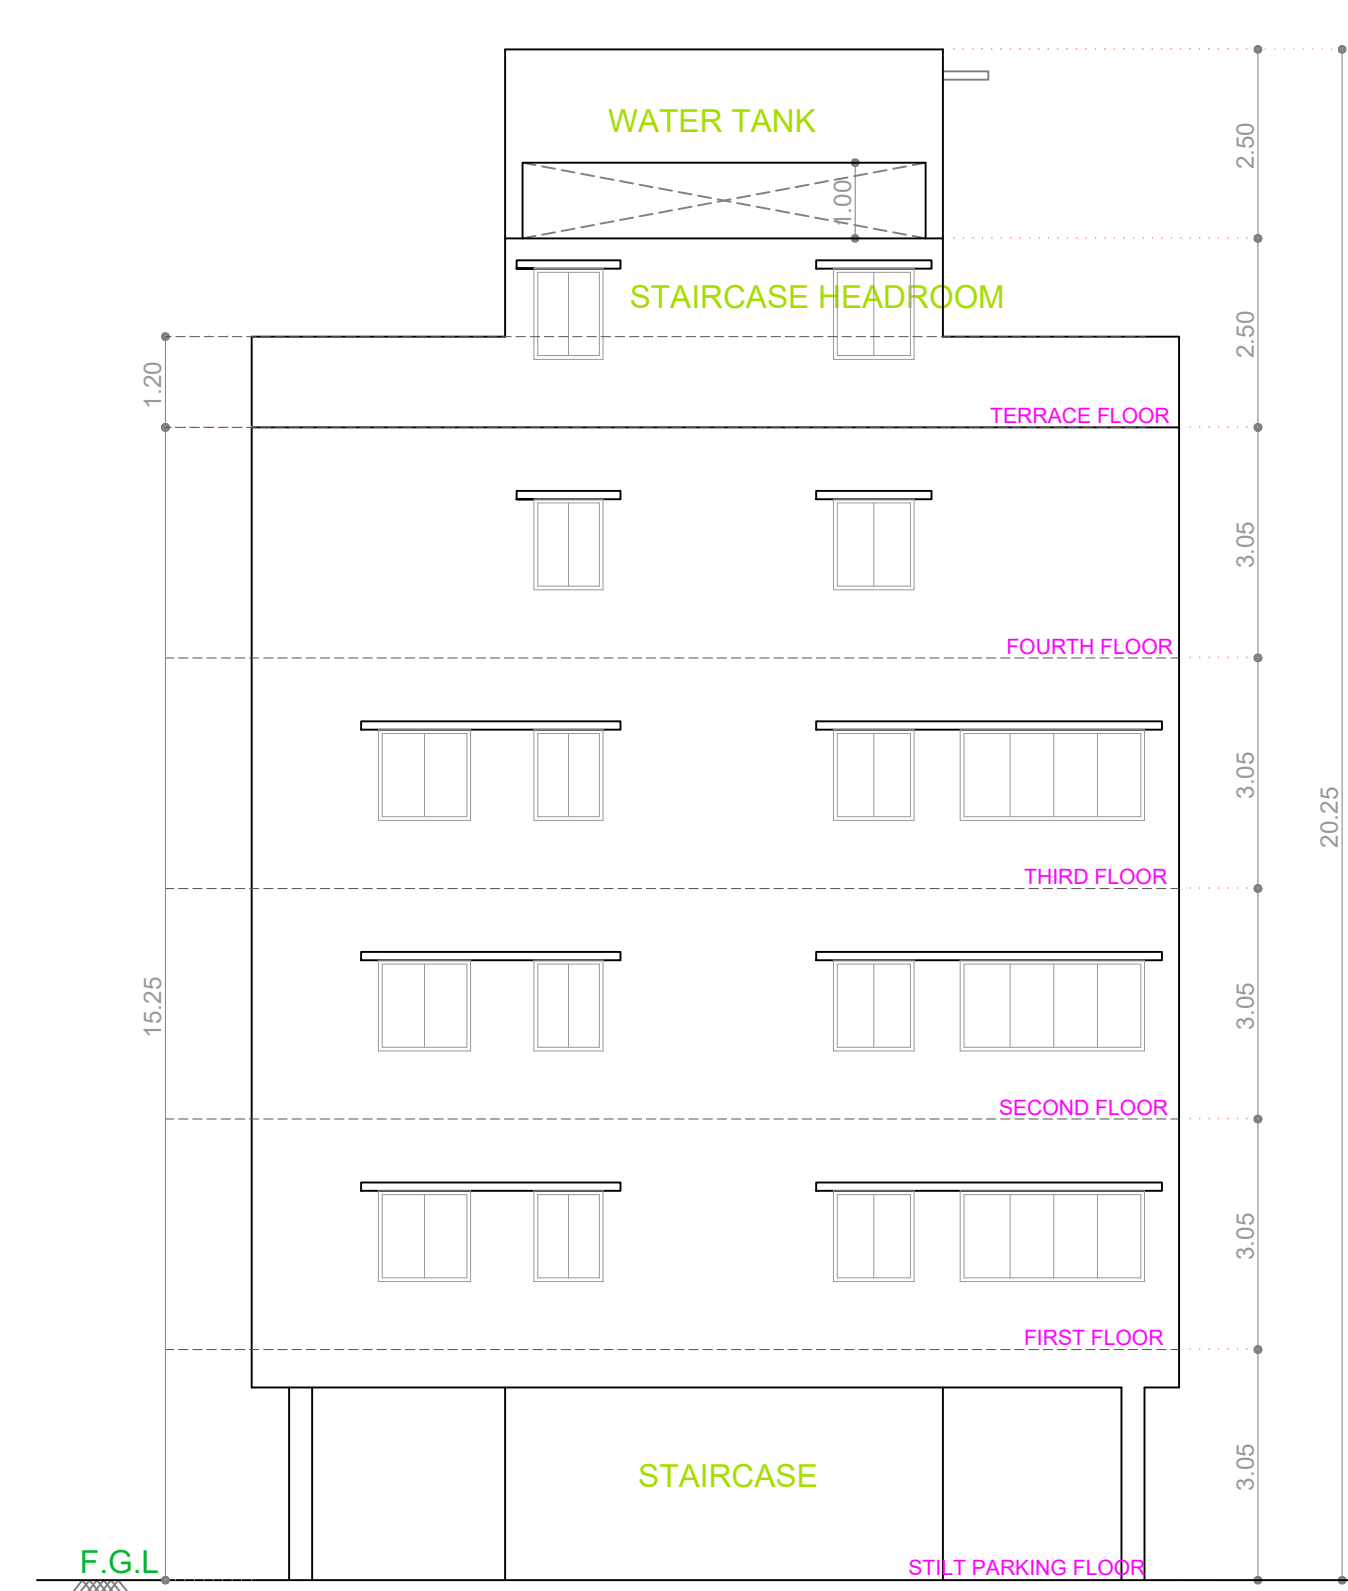 WATER TANK
2.50
1.00
STAIRCASE HEADROOM
2.50
1.20
TERRACE FLOOR
3.05
FOURTH FLOOR
3.05
20.25
THIRD FLOOR
15.25
3.05
SECOND FLOOR
3.05
FIRST FLOOR
3.05
STAIRCASE
F.G.L
STILT PARKING FLOOR